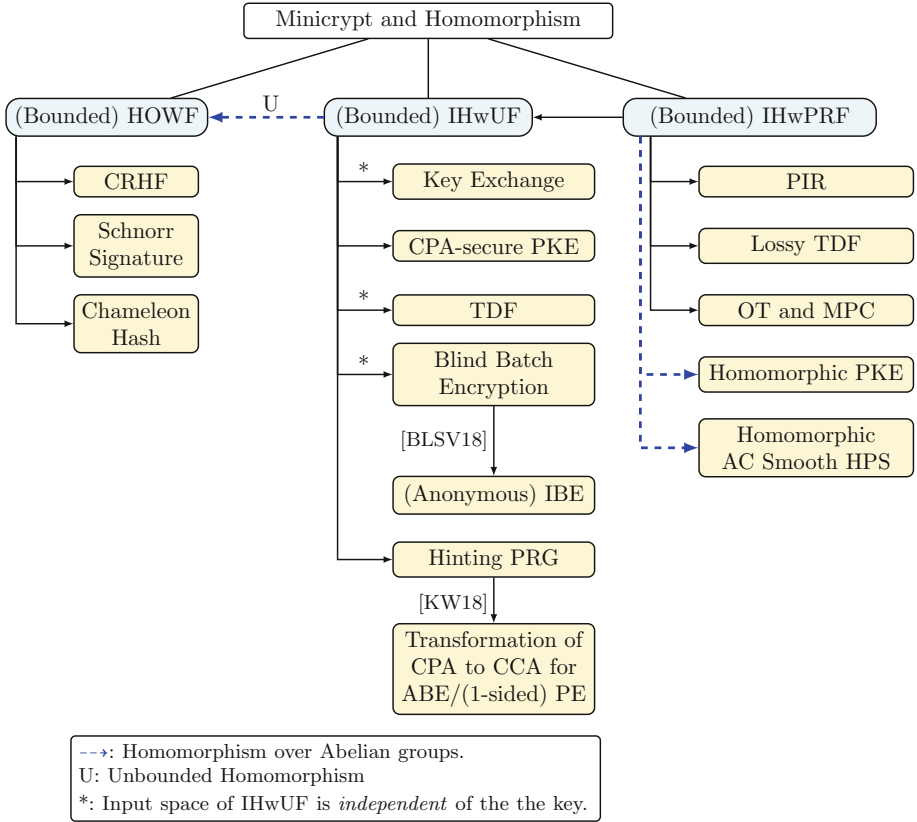 Minicrypt and Homomorphism
(Bounded) HOWF
U
(Bounded) IHwUF
(Bounded) IHwPRF
CRHF
Schnorr
Signature
Chameleon
Hash
*
Key Exchange
CPA-secure PKE
*
TDF
*
Blind Batch
Encryption
[BLSV18]
(Anonymous) IBE
Hinting PRG
[KW18]
Transformation of
CPA to CCA for
ABE/(1-sided) PE
PIR
Lossy TDF
OT and MPC
Homomorphic PKE
Homomorphic
AC Smooth HPS
: Homomorphism over Abelian groups.
U: Unbounded Homomorphism
*: Input space of IHwUF is independent of the the key.